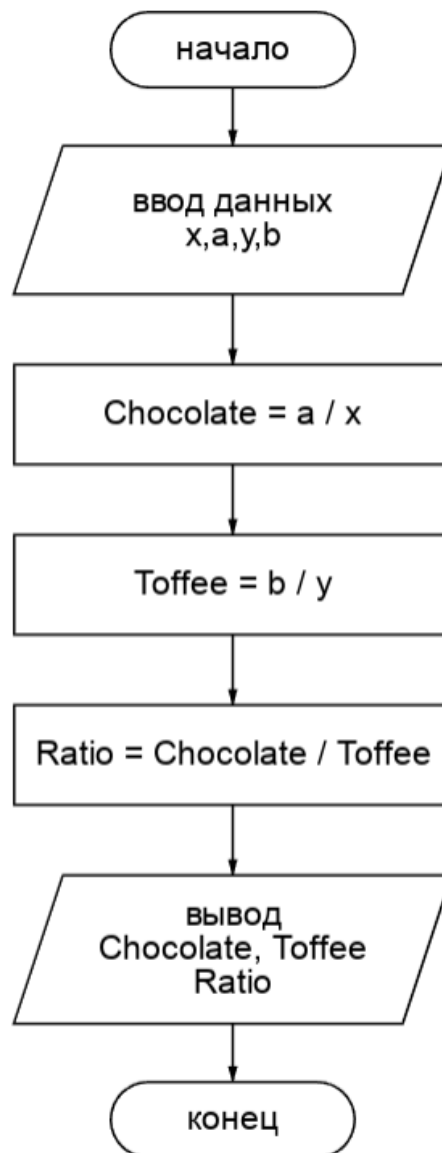 начало
ввод данных
x,a,y,b
Chocolate = a / x
Toffee = b / y
Ratio = Chocolate / Toffee
вывод
Chocolate, Toffee
Ratio
конец